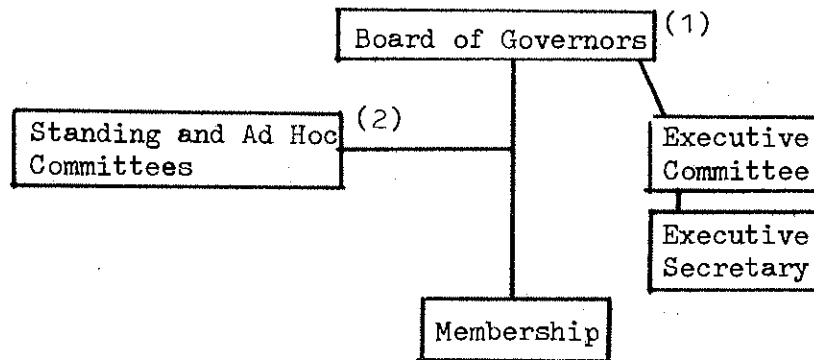 Board of Governors (1)
Standing and Ad Hoc (2)
Committees
Executive
Committee
Executive
Secretary
Membership